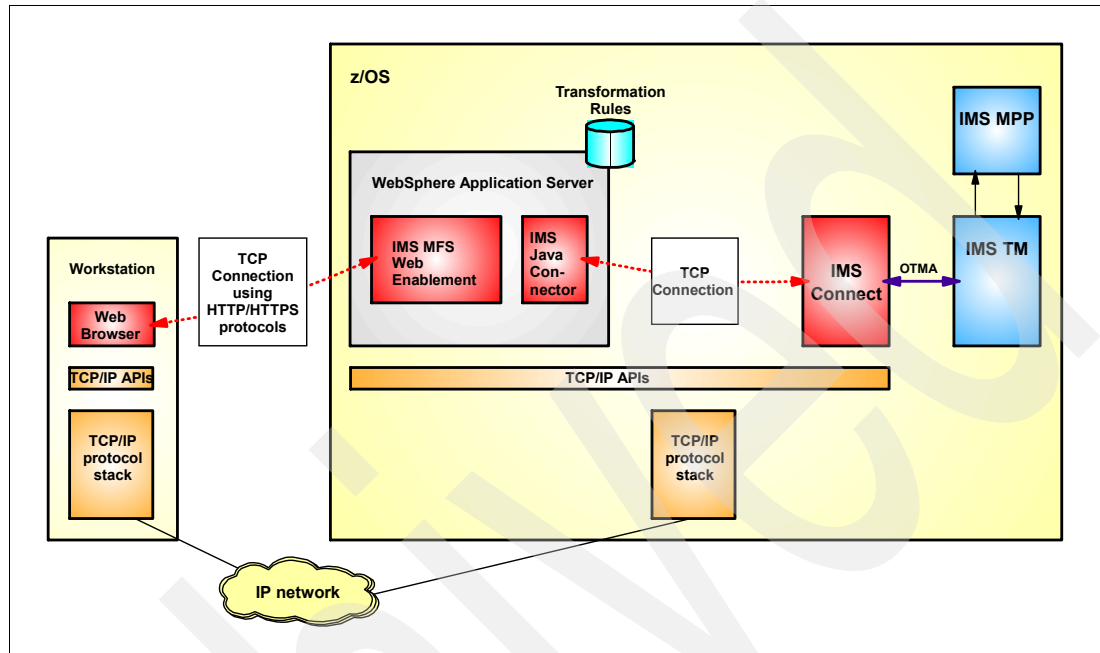 z/OS
Transformation
Rules
WebSphere Application Server
IMS MFS
Web
Enablement
IMS
Java
Con-
nector
TCP
Connection
IMS
Connect
OTMA
IMS MPP
IMS TM
Workstation
Web
Browser
TCP
Connection
using
HTTP/HTTPS
protocols
TCP/IP APIs
TCP/IP
protocol
stack
TCP/IP APIs
TCP/IP
protocol
stack
IP network